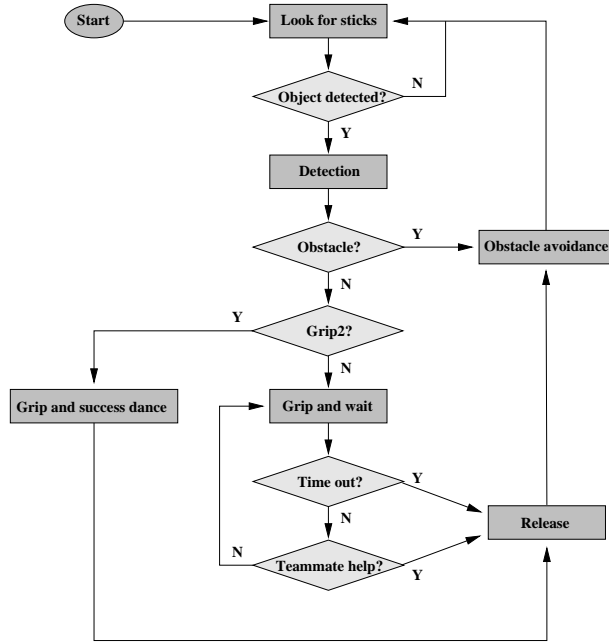 Start
Look for sticks
Object detected?
N
Y
Detection
Obstacle?
Y
Obstacle avoidance
N
Y
Grip2?
N
Grip and success dance
Grip and wait
Time out?
Y
N
Release
N
Teammate help?
Y